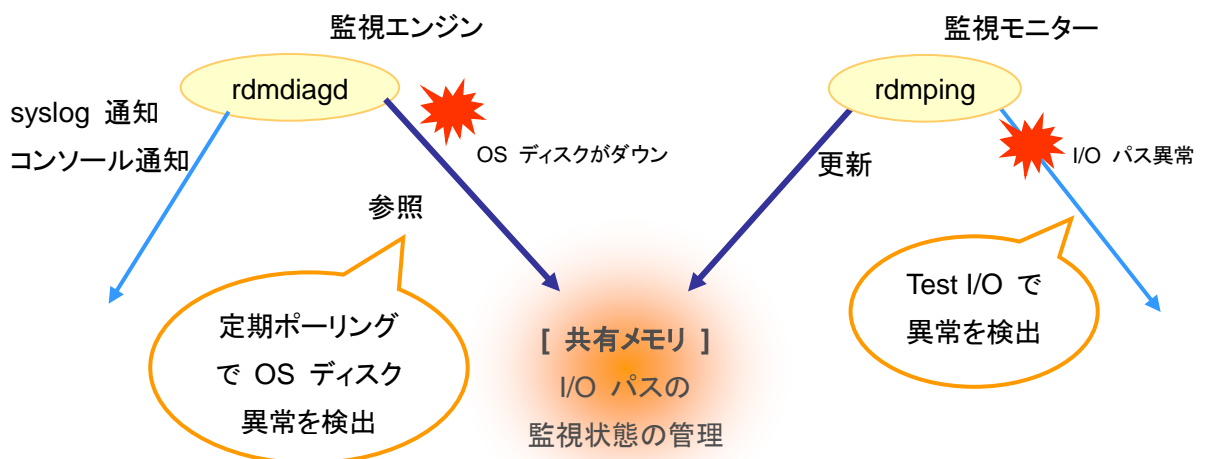 監視エンジン
rdmdiagd
syslog 通知
コンソール通知
OS ディスクがダウン
参照
定期ポーリング
で OS ディスク
異常を検出
[ 共有メモリ ]
I/O パスの
監視状態の管理
監視モニター
rdmping
更新
I/O パス異常
Test I/O で
異常を検出